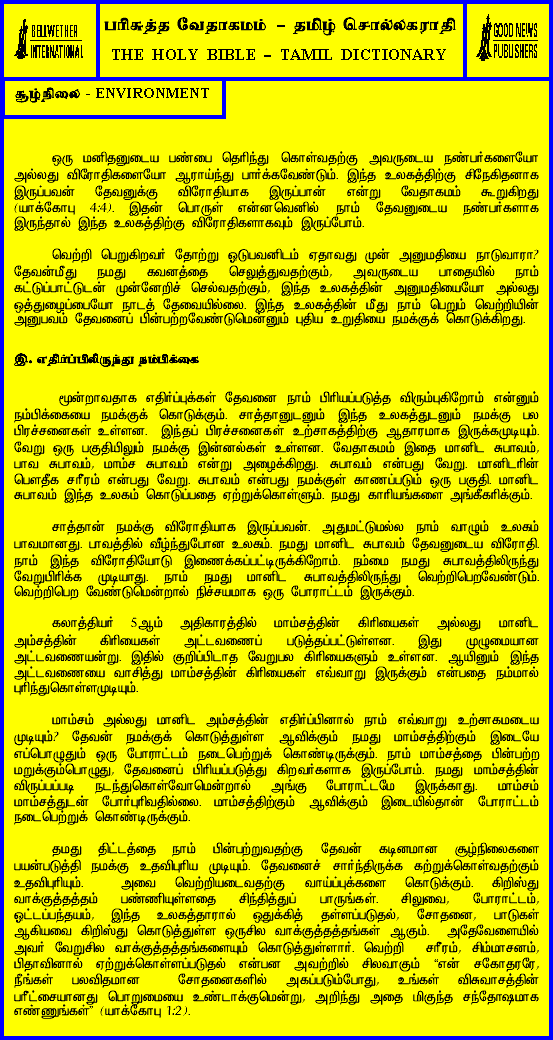 BELLWETHER
INTERNATIONAL
பரிசுத்த வேதாகமம் – தமிழ் சொல்லகராதி
THE HOLY BIBLE – TAMIL DICTIONARY
GOOD NEWS
PUBLISHERS
சூழ்நிலை - ENVIRONMENT
ஒரு மனிதனுடைய பண்பை தெரிந்து கொள்வதற்கு அவருடைய நண்பர்களையோ
அல்லது விரோதிகளையோ ஆராய்ந்து பார்க்கவேண்டும். இந்த உலகத்திற்கு சிநேகிதனாக
இருப்பவன் தேவனுக்கு விரோதியாக இருப்பான் என்று வேதாகமம் கூறுகிறது
(யாக்கோபு 4:4). இதன் பொருள் என்னவெனில் நாம் தேவனுடைய நண்பர்களாக
இருந்தால் இந்த உலகத்திற்கு விரோதிகளாகவும் இருப்போம்.
வெற்றி பெறுகிறவர் தோற்று ஓடுபவனிடம் ஏதாவது முன் அனுமதியை நாடுவாரா?
தேவன்மீது நமது கவனத்தை செலுத்துவதற்கும், அவருடைய பாதையில் நாம்
கட்டுப்பாட்டுடன் முன்னேறிச் செல்வதற்கும், இந்த உலகத்தின் அனுமதியையோ அல்லது
ஒத்துழைப்பையோ நாடத் தேவையில்லை. இந்த உலகத்தின் மீது நாம் பெறும் வெற்றியின்
அனுபவம் தேவனைப் பின்பற்றவேண்டுமென்னும் புதிய உறுதியை நமக்குக் கொடுக்கிறது.
இ. எதிர்ப்பிலிருந்து நம்பிக்கை
மூன்றாவதாக எதிர்ப்புக்கள் தேவனை நாம் பிரியப்படுத்த விரும்புகிறோம் என்னும்
நம்பிக்கையை நமக்குக் கொடுக்கும். சாத்தானுடனும் இந்த உலகத்துடனும் நமக்கு பல
பிரச்சனைகள் உள்ளன. இந்தப் பிரச்சனைகள் உற்சாகத்திற்கு ஆதாரமாக இருக்கமுடியும்.
வேறு ஒரு பகுதியிலும் நமக்கு இன்னல்கள் உள்ளன. வேதாகமம் இதை மானிட சுபாவம்,
பாவ சுபாவம், மாம்ச சுபாவம் என்று அழைக்கிறது. சுபாவம் என்பது வேறு. மானிடரின்
பௌதீக சரீரம் என்பது வேறு. சுபாவம் என்பது நமக்குள் காணப்படும் ஒரு பகுதி. மானிட
சுபாவம் இந்த உலகம் கொடுப்பதை ஏற்றுக்கொள்ளும். நமது காரியங்களை அங்கீகரிக்கும்.
சாத்தான் நமக்கு விரோதியாக இருப்பவன். அதுமட்டுமல்ல நாம் வாழும் உலகம்
பாவமானது. பாவத்தில் வீழ்ந்துபோன உலகம். நமது மானிட சுபாவம் தேவனுடைய விரோதி.
நாம் இந்த விரோதியோடு இணைக்கப்பட்டிருக்கிறோம். நம்மை நமது சுபாவத்திலிருந்து
வேறுபிரிக்க முடியாது. நாம் நமது மானிட சுபாவத்திலிருந்து வெற்றிபெறவேண்டும்.
வெற்றிபெற வேண்டுமென்றால் நிச்சயமாக ஒரு போராட்டம் இருக்கும்.
கலாத்தியர் 5ஆம் அதிகாரத்தில் மாம்சத்தின் கிரியைகள் அல்லது மானிட
அம்சத்தின் கிரியைகள் அட்டவணைப் படுத்தப்பட்டுள்ளன. இது முழுமையான
அட்டவணையன்று. இதில் குறிப்பிடாத வேறுபல கிரியைகளும் உள்ளன. ஆயினும் இந்த
அட்டவணையை வாசித்து மாம்சத்தின் கிரியைகள் எவ்வாறு இருக்கும் என்பதை நம்மால்
புரிந்துகொள்ளமுடியும்.
மாம்சம் அல்லது மானிட அம்சத்தின் எதிர்ப்பினால் நாம் எவ்வாறு உற்சாகமடைய
முடியும்? தேவன் நமக்குக் கொடுத்துள்ள ஆவிக்கும் நமது மாம்சத்திற்கும் இடையே
எப்பொழுதும் ஒரு போராட்டம் நடைபெற்றுக் கொண்டிருக்கும். நாம் மாம்சத்தை பின்பற்ற
மறுக்கும்பொழுது, தேவனைப் பிரியப்படுத்து கிறவர்களாக இருப்போம். நமது மாம்சத்தின்
விருப்பப்படி நடந்துகொள்வோமென்றால் அங்கு போராட்டமே இருக்காது. மாம்சம்
மாம்சத்துடன் போர்புரிவதில்லை. மாம்சத்திற்கும் ஆவிக்கும் இடையில்தான் போராட்டம்
நடைபெற்றுக் கொண்டிருக்கும்.
தமது திட்டத்தை நாம் பின்பற்றுவதற்கு தேவன் கடினமான சூழ்நிலைகளை
பயன்படுத்தி நமக்கு உதவிபுரிய முடியும். தேவனைச் சார்ந்திருக்க கற்றுக்கொள்வதற்கும்
உதவிபுரியும். அவை வெற்றியடைவதற்கு வாய்ப்புக்களை கொடுக்கும். கிறிஸ்து
வாக்குத்தத்தம் பண்ணியுள்ளதை சிந்தித்துப் பாருங்கள். சிலுவை, போராட்டம்,
ஓட்டப்பந்தயம், இந்த உலகத்தாரால் ஒதுக்கித் தள்ளப்படுதல், சோதனை, பாடுகள்
ஆகியவை கிறிஸ்து கொடுத்துள்ள ஒருசில வாக்குத்தத்தங்கள் ஆகும். அதேவேளையில்
அவர் வேறுசில வாக்குத்தத்தங்களையும் கொடுத்துள்ளார். வெற்றி சரீரம், சிம்மாசனம்,
பிதாவினால் ஏற்றுக்கொள்ளப்படுதல் என்பன அவற்றில் சிலவாகும் “என் சகோதரரே,
நீங்கள் பலவிதமான சோதனைகளில் அகப்படும்போது, உங்கள் விசுவாசத்தின்
பரீட்சையானது பொறுமையை உண்டாக்குமென்று, அறிந்து அதை மிகுந்த சந்தோஷமாக
எண்ணுங்கள்” (யாக்கோபு 1:2).